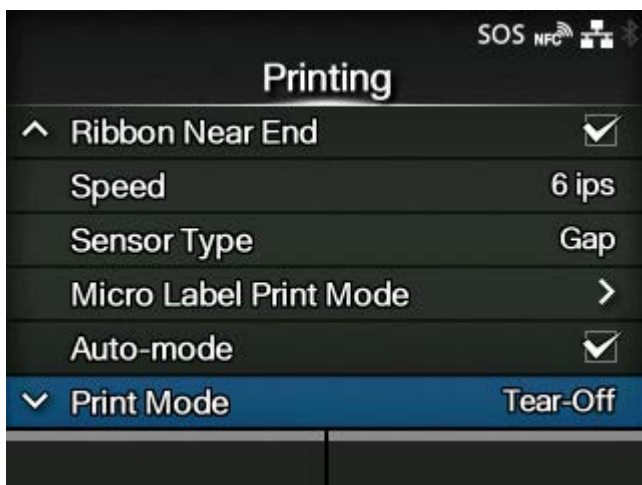 SOS NFC
Printing
Ribbon Near End
Speed 6 ips
Sensor Type Gap
Micro Label Print Mode
Auto-mode
Print Mode Tear-Off